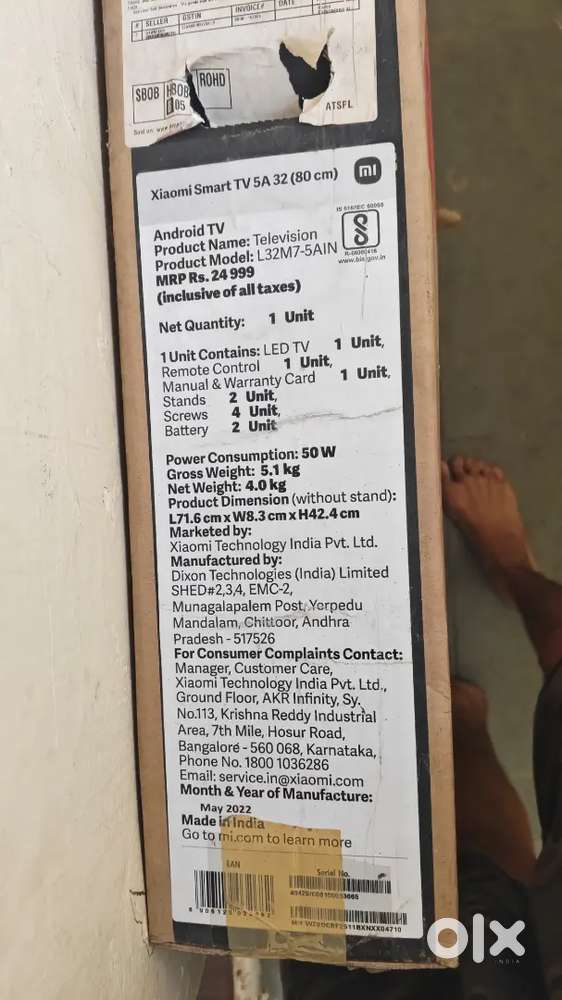 # SELLER GSTIN INVOICE# DATE
SBOB HBOB ROHD
05
ATSFL
Xiaomi Smart TV 5A 32 (80 cm)
mi
Android TV
Product Name: Television
Product Model: L32M7-5AIN
www.bis.gov.in
MRP Rs. 24 999
(inclusive of all taxes)
Net Quantity: 1 Unit
1 Unit Contains: LED TV 1 Unit,
Remote Control 1 Unit,
Manual & Warranty Card 1 Unit,
Stands 2 Unit,
Screws 4 Unit,
Battery 2 Unit
Power Consumption: 50 W
Gross Weight: 5.1 kg
Net Weight: 4.0 kg
Product Dimension (without stand):
L71.6 cm x W8.3 cm x H42.4 cm
Marketed by:
Xiaomi Technology India Pvt. Ltd.
Manufactured by:
Dixon Technologies (India) Limited
SHED#2,3,4, EMC-2,
Munagalapalem Post, Yerpedu
Mandalam, Chittoor, Andhra
Pradesh - 517526
For Consumer Complaints Contact:
Manager, Customer Care,
Xiaomi Technology India Pvt. Ltd.,
Ground Floor, AKR Infinity, Sy.
No.113, Krishna Reddy Industrial
Area, 7th Mile, Hosur Road,
Bangalore - 560 068, Karnataka,
Phone No. 1800 1036286
Email: service.in@xiaomi.com
Month & Year of Manufacture:
May 2022
Made in India
Go to mi.com to learn more
EAN
Serial No.
olx
INDIA